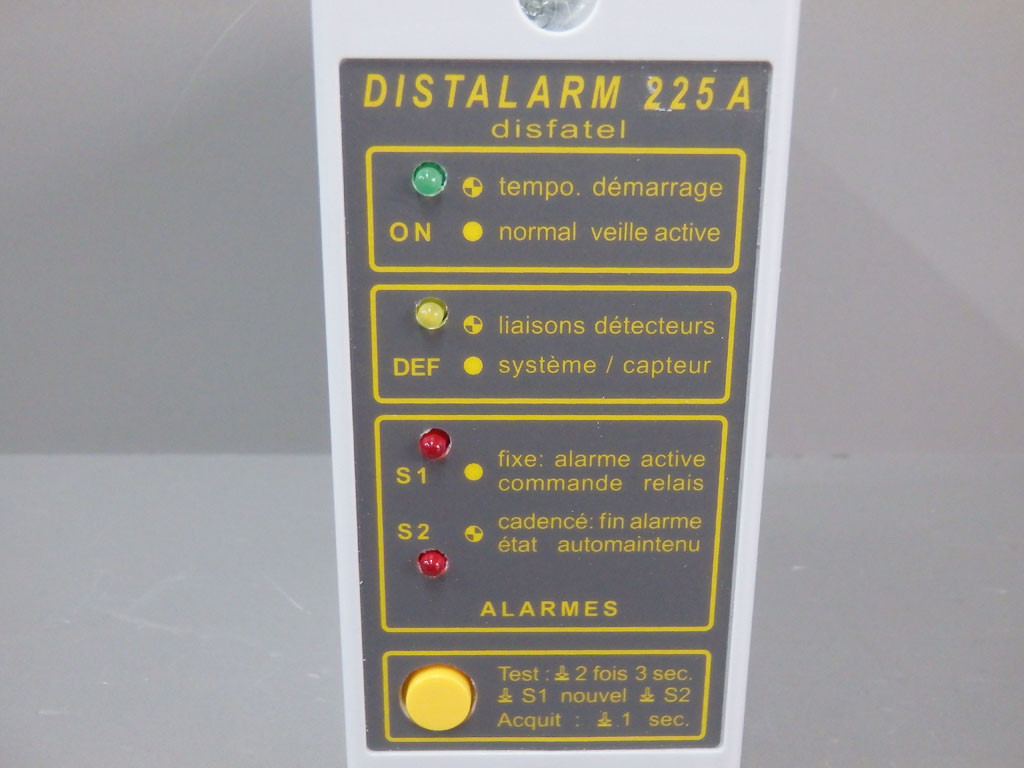 DISTALARM 225 A
disfatel
tempo. démarrage
ON normal veille active
liaisons détecteurs
DEF système / capteur
S1 fixe: alarme active
commande relais
S2 cadencé: fin alarme
état automaintenu
ALARMES
Test : 2 fois 3 sec.
S1 nouvel S2
Acquit : 1 sec.